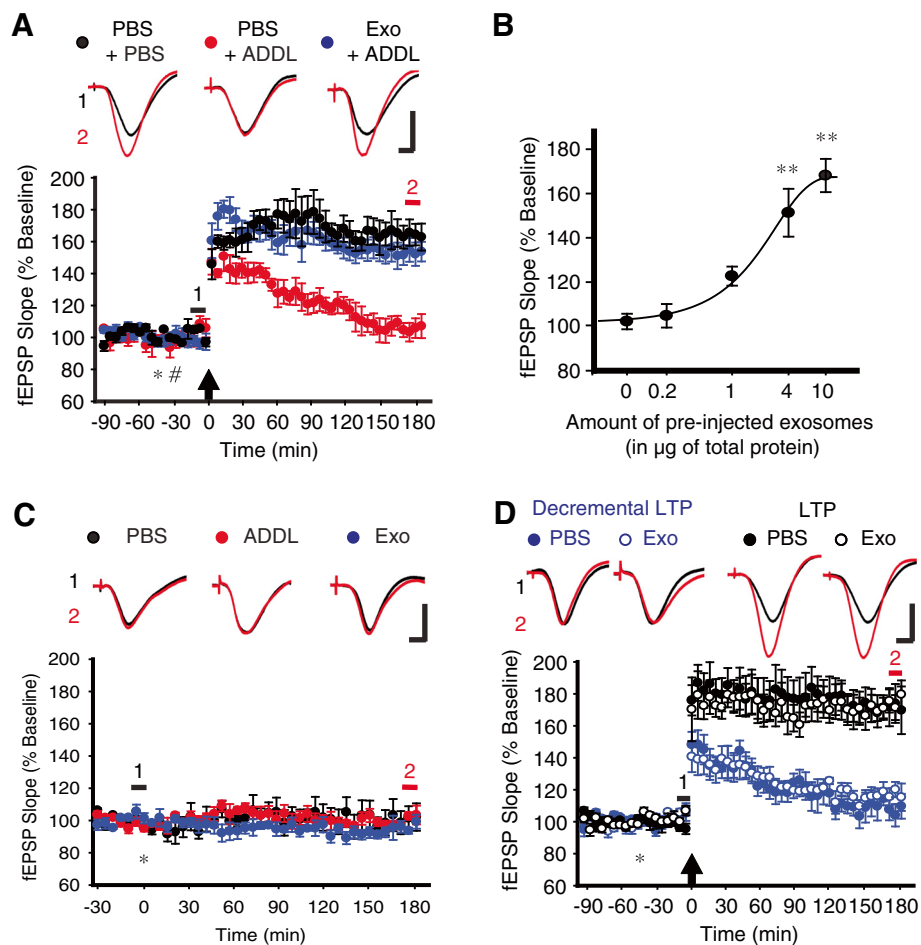 A
PBS + PBS
PBS + ADDL
Exo + ADDL
1
2
fEPSP Slope (% Baseline)
200
180
160
140
120
100
80
60
1
2
* #
-90 -60 -30 0 30 60 90 120 150 180
Time (min)
B
fEPSP Slope (% Baseline)
180
160
140
120
100
80
**
**
0 0.2 1 4 10
Amount of pre-injected exosomes
(in µg of total protein)
C
PBS ADDL Exo
1
2
fEPSP Slope (% Baseline)
200
180
160
140
120
100
80
60
1
2
*
-30 0 30 60 90 120 150 180
Time (min)
D
Decremental LTP LTP
PBS Exo PBS Exo
1
2
fEPSP Slope (% Baseline)
200
180
160
140
120
100
80
60
1
2
*
-90 -60 -30 0 30 60 90 120 150 180
Time (min)